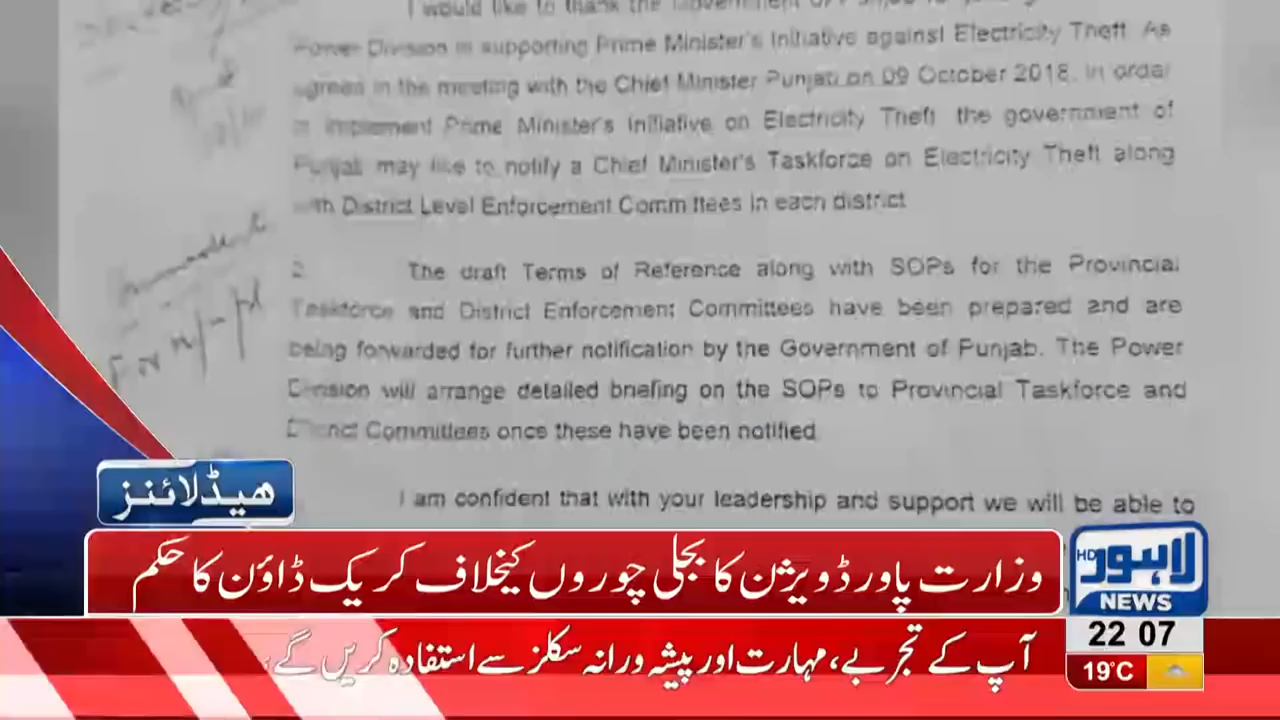 I would like to thank the Government of Punjab
Power Division in supporting Prime Minister's Initiative against Electricity Theft. As
agreed in the meeting with the Chief Minister Punjab on 09 October 2018, in order
to implement Prime Minister's Initiative on Electricity Theft, the government of
Punjab may like to notify a Chief Minister's Taskforce on Electricity Theft along
with District Level Enforcement Committees in each district
2 The draft Terms of Reference along with SOPs for the Provincial
Taskforce and District Enforcement Committees have been prepared and are
being forwarded for further notification by the Government of Punjab. The Power
Division will arrange detailed briefing on the SOPs to Provincial Taskforce and
District Committees once these have been notified
I am confident that with your leadership and support we will be able to
ھیڈلائنز
وزارت پاور ڈویژن کا بجلی چوروں کیخلاف کریک ڈاؤن کا حکم
HD لاہور
NEWS
22 07
آپ کے تجربے، مہارت اور پیشہ ورانہ سکلز سے استفادہ کریں گے،
19°C